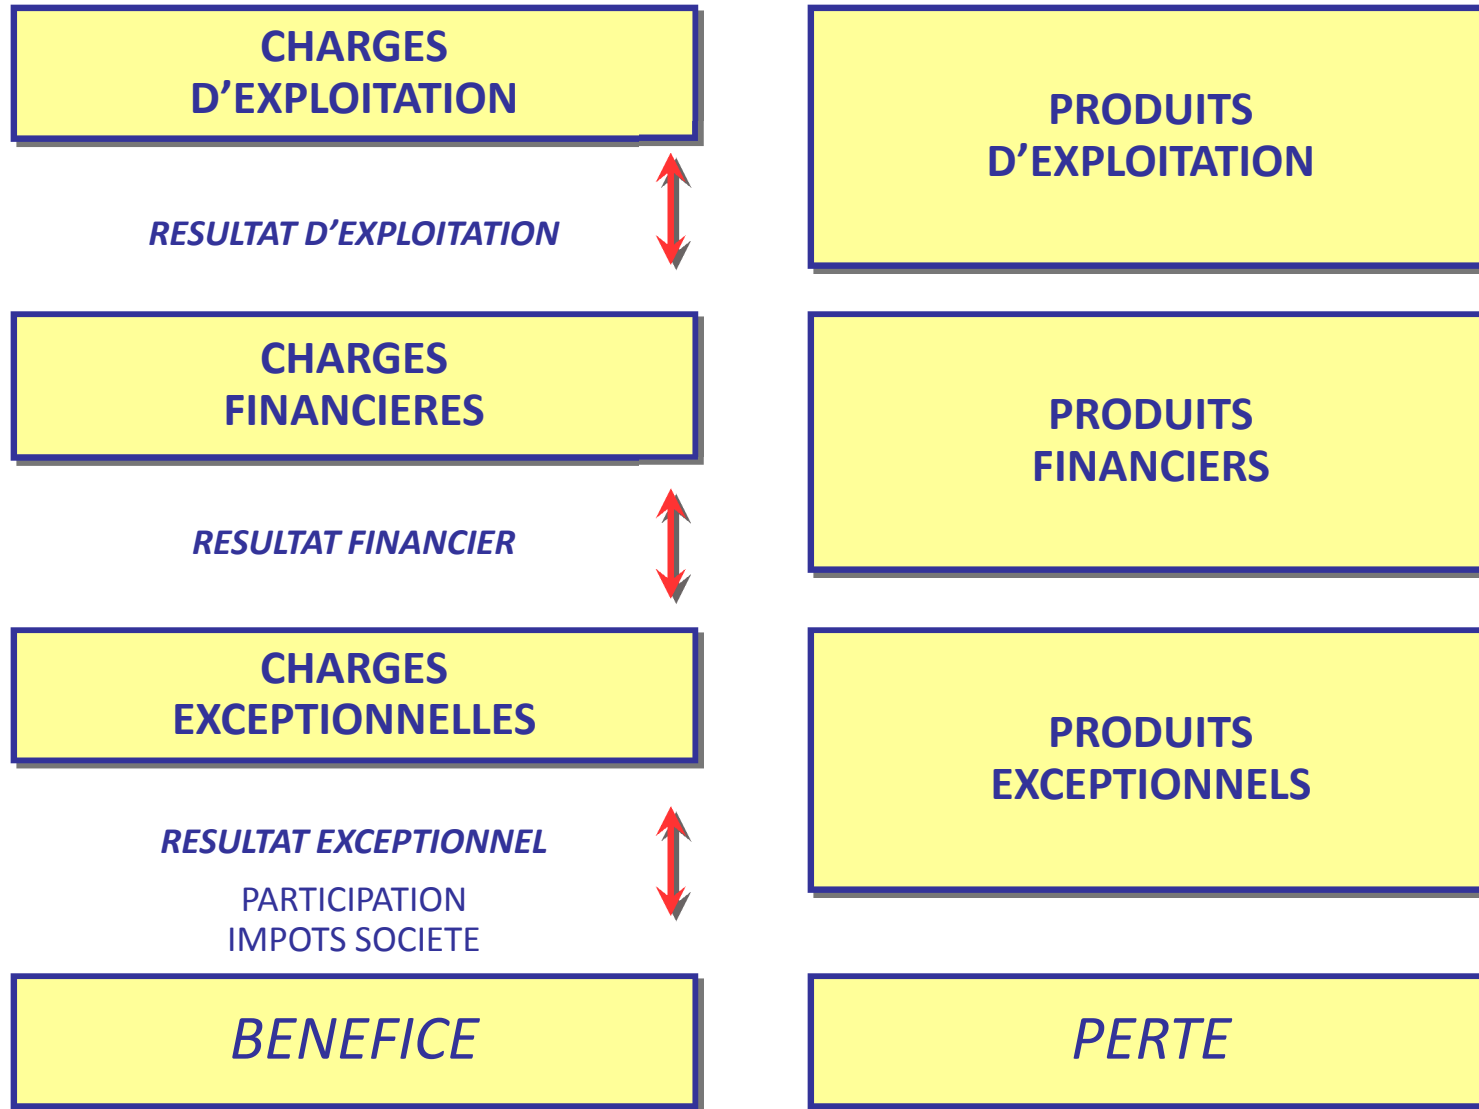 CHARGES
D’EXPLOITATION
PRODUITS
D’EXPLOITATION
RESULTAT D’EXPLOITATION
CHARGES
FINANCIERES
PRODUITS
FINANCIERS
RESULTAT FINANCIER
CHARGES
EXCEPTIONNELLES
PRODUITS
EXCEPTIONNELS
RESULTAT EXCEPTIONNEL
PARTICIPATION
IMPOTS SOCIETE
BENEFICE
PERTE